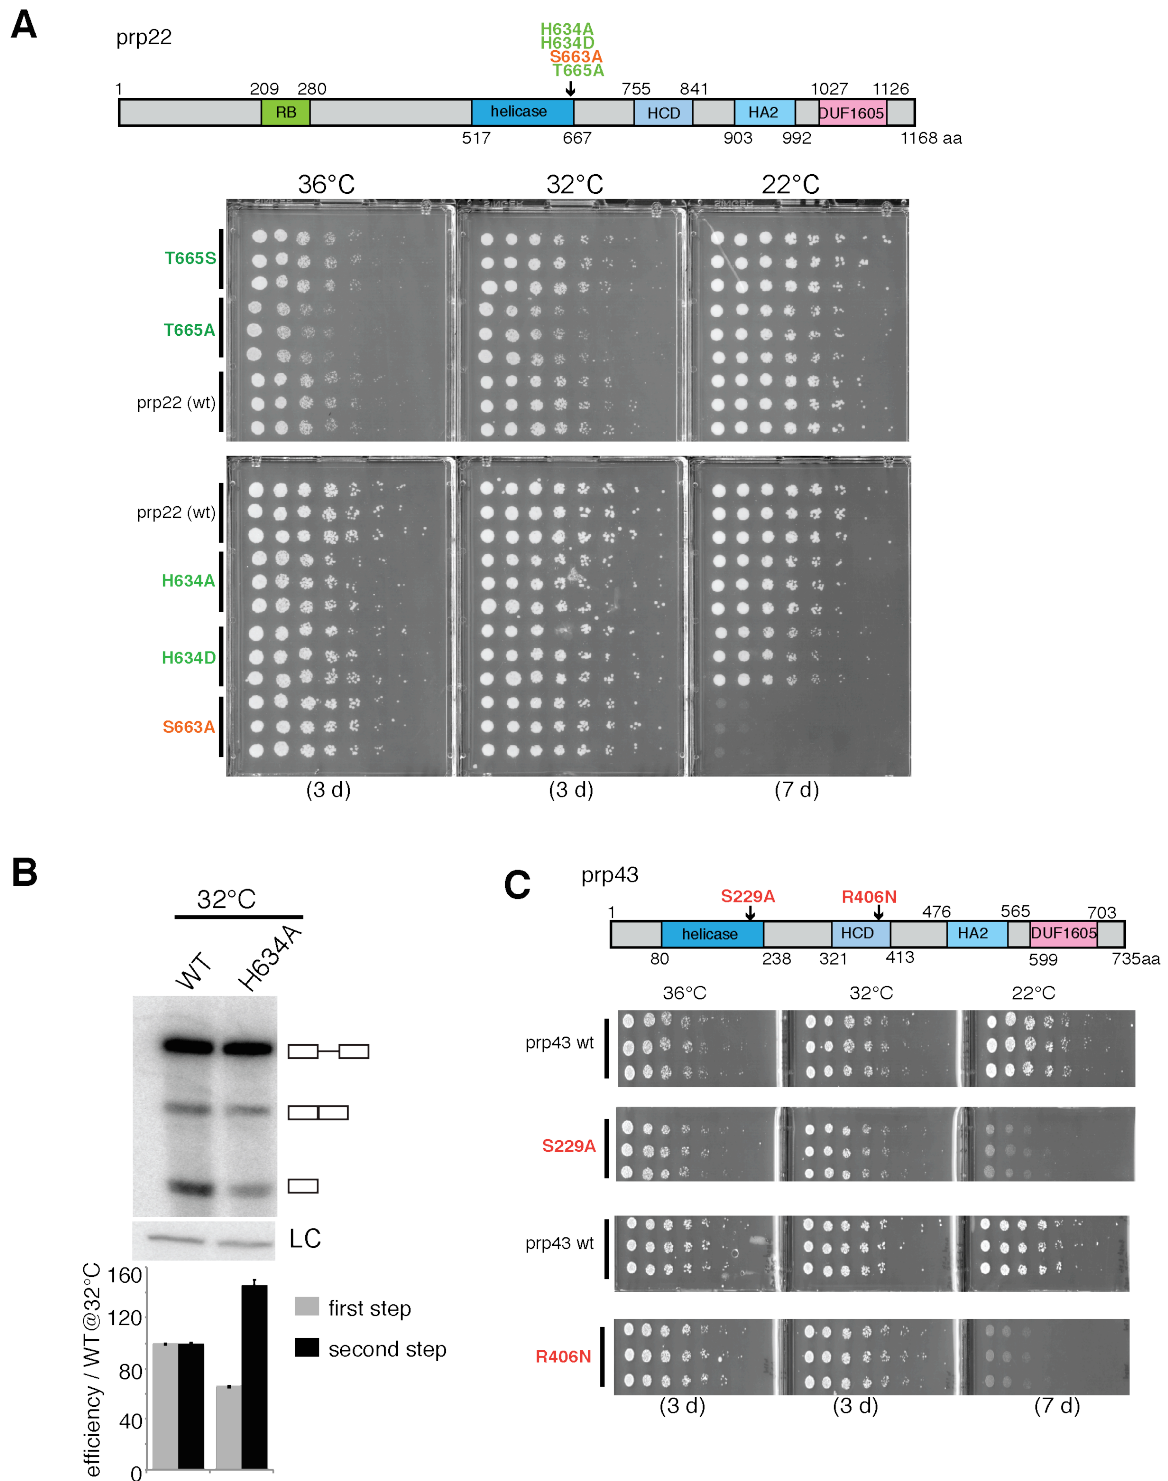 A
prp22
H634A
H634D
S663A
T665A
1 209 280 755 841 1027 1126
RB helicase HCD HA2 DUF1605
517 667 903 992 1168 aa
36°C 32°C 22°C
T665S
T665A
prp22 (wt)
prp22 (wt)
H634A
H634D
S663A
(3 d) (3 d) (7 d)
B
32°C
WT H634A
LC
efficiency / WT@32°C
160
120
80
40
0
first step
second step
C
prp43
S229A R406N
1 476 565 703
helicase HCD HA2 DUF1605
80 238 321 413 599 735aa
36°C 32°C 22°C
prp43 wt
S229A
prp43 wt
R406N
(3 d) (3 d) (7 d)